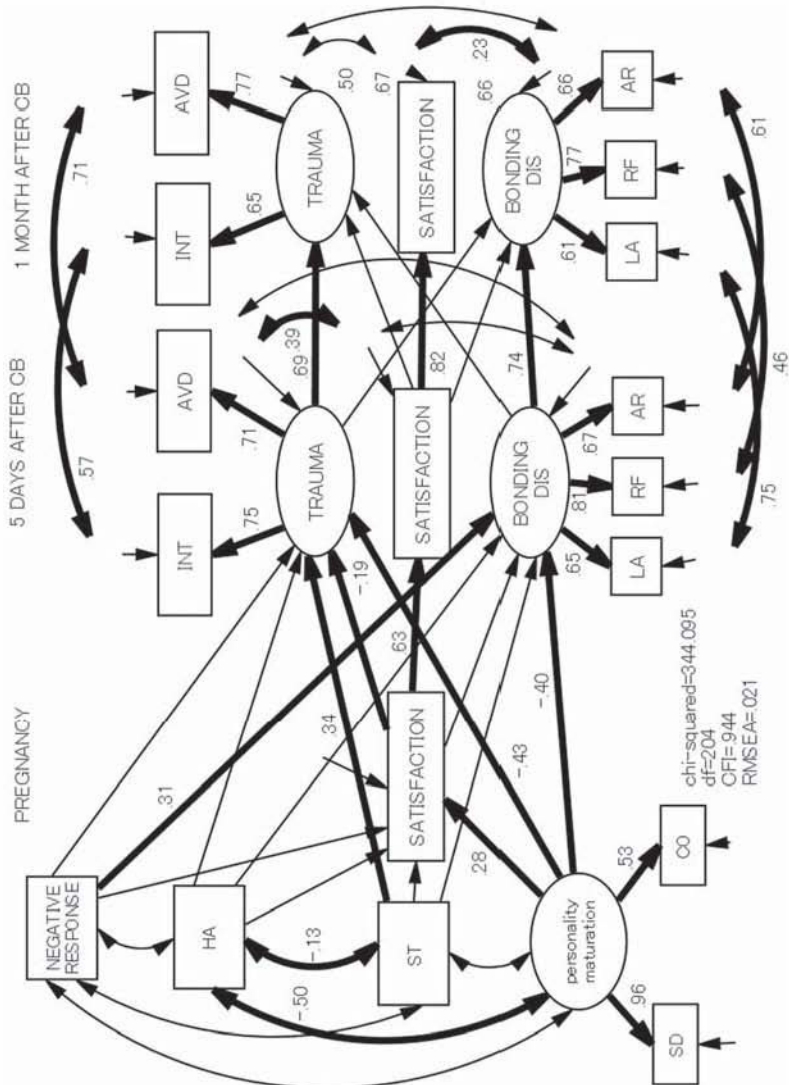 PREGNANCY
5 DAYS AFTER CB
1 MONTH AFTER CB
.57
.71
NEGATIVE
RESPONSE
INT
AVD
INT
AVD
.75
.71
.65
.77
HA
.31
TRAUMA
.69
.39
TRAUMA
.50
-.13
.34
-.19
.67
-.50
ST
SATISFACTION
.63
SATISFACTION
.82
SATISFACTION
.23
.28
-.43
.66
personality
maturation
-.40
BONDING
DIS
.74
BONDING
DIS
.96
.53
.65
.81
.67
.61
.77
.66
SD
CO
LA
RF
AR
LA
RF
AR
chi-squared=344.095
df=204
CFI=.944
RMSEA=.021
.75
.46
.61